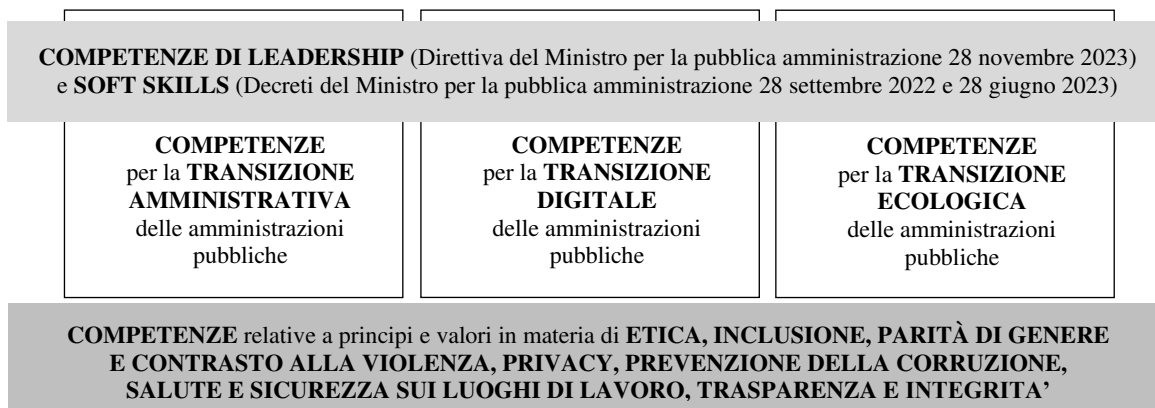 COMPETENZE DI LEADERSHIP (Direttiva del Ministro per la pubblica amministrazione 28 novembre 2023)
e SOFT SKILLS (Decreti del Ministro per la pubblica amministrazione 28 settembre 2022 e 28 giugno 2023)
COMPETENZE
per la TRANSIZIONE
AMMINISTRATIVA
delle amministrazioni
pubbliche
COMPETENZE
per la TRANSIZIONE
DIGITALE
delle amministrazioni
pubbliche
COMPETENZE
per la TRANSIZIONE
ECOLOGICA
delle amministrazioni
pubbliche
COMPETENZE relative a principi e valori in materia di ETICA, INCLUSIONE, PARITÀ DI GENERE
E CONTRASTO ALLA VIOLENZA, PRIVACY, PREVENZIONE DELLA CORRUZIONE,
SALUTE E SICUREZZA SUI LUOGHI DI LAVORO, TRASPARENZA E INTEGRITA’